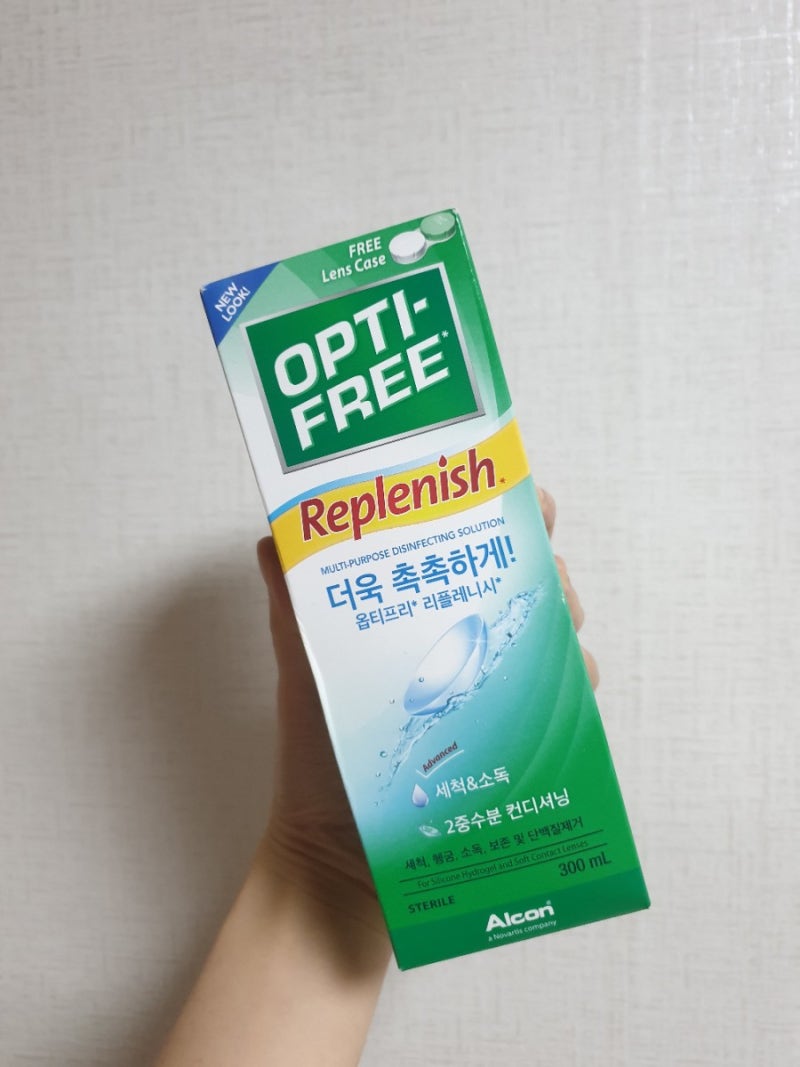 FREE
Lens Case
NEW
LOOK!
OPTI-
FREE*
Replenish*
MULTI-PURPOSE DISINFECTING SOLUTION
더욱 촉촉하게!
옵티프리* 리플레니시*
Advanced
세척&소독
2중수분 컨디셔닝
세척, 헹굼, 소독, 보존 및 단백질제거
For Silicone Hydrogel and Soft Contact Lenses
300 mL
STERILE
Alcon®
a Novartis company